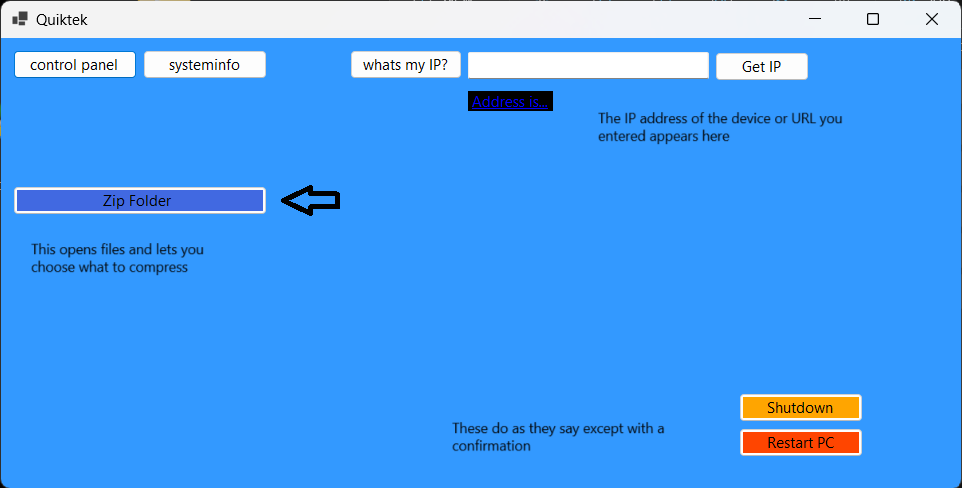 Quiktek
control panel
systeminfo
whats my IP?
Get IP
Address is...
The IP address of the device or URL you
entered appears here
Zip Folder
This opens files and lets you
choose what to compress
Shutdown
These do as they say except with a
confirmation
Restart PC